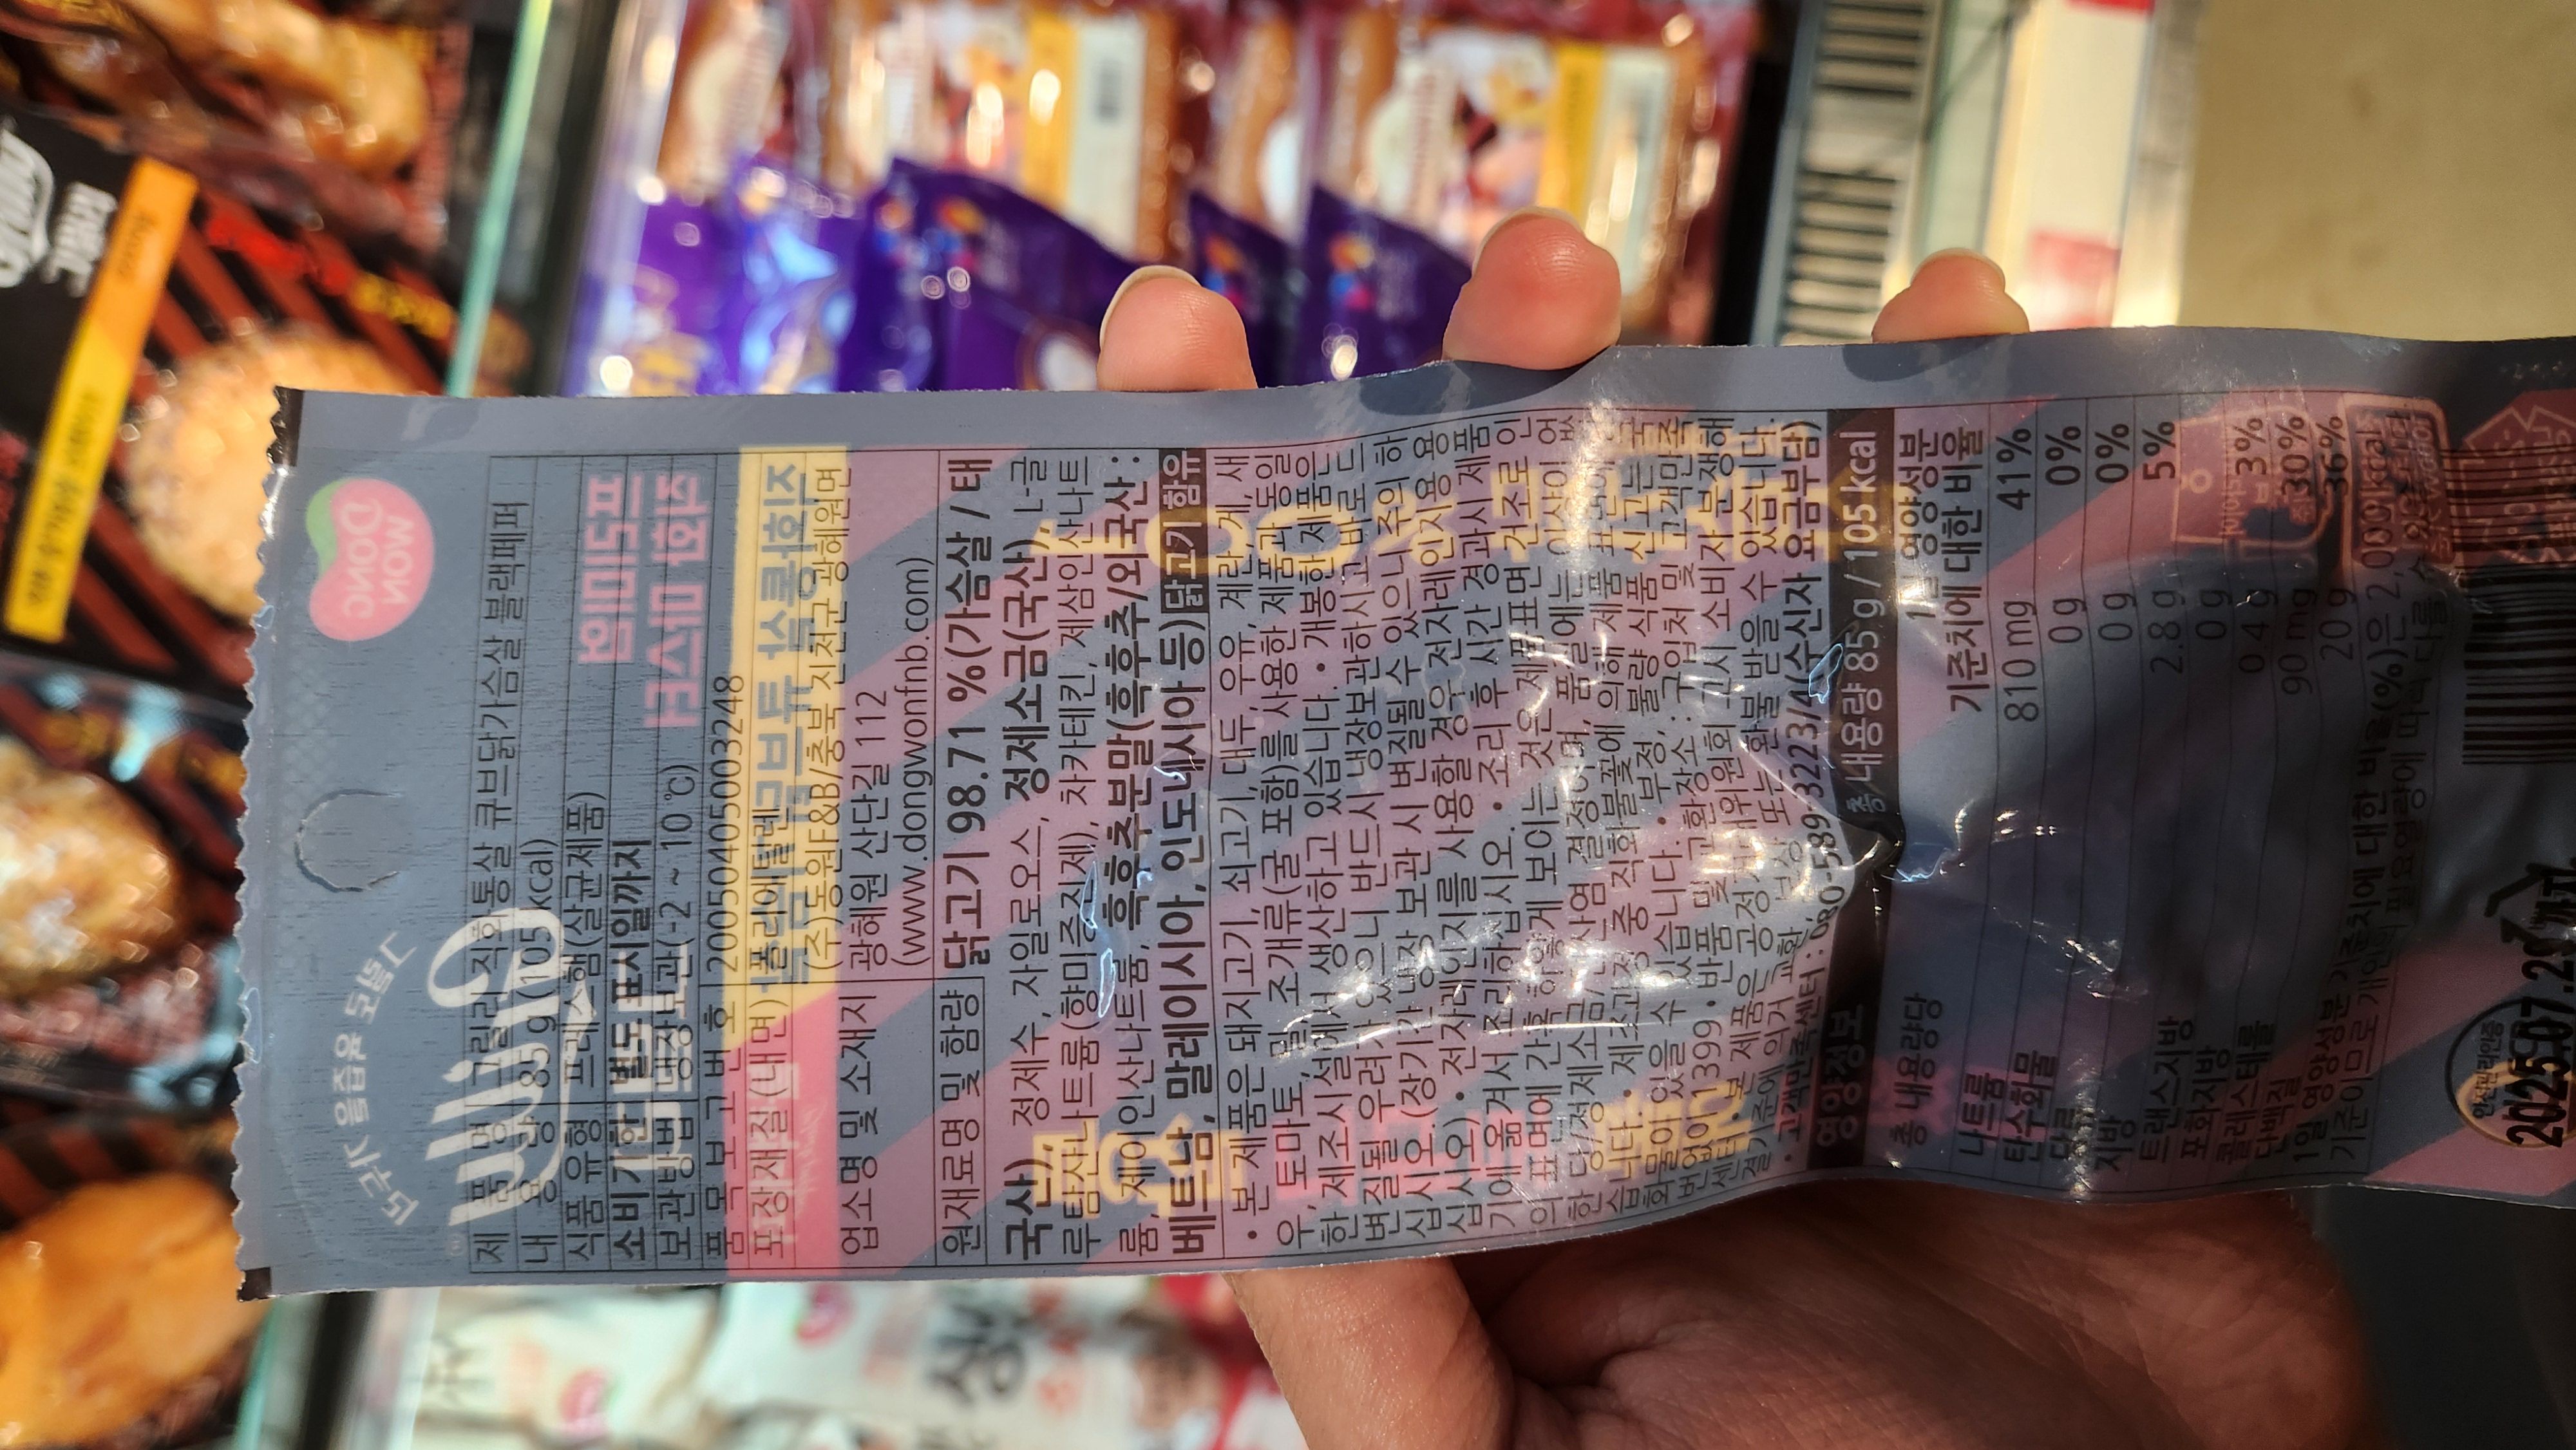 제 품 명 그릴리 직화통살 큐브닭가슴살 블랙페퍼
내 용 량 85 g (105 kcal)
식품 유형 프레스햄(살균제품)
소비기한 별도 표시일까지
보관방법 냉장보관(-2 ~ 10 ℃)
품목보고번호 20050405003248
포장재질(내면) 폴리에틸렌
업소명 및 소재지 (주)동원F&B/충북 진천군 광혜원면
광혜원 산단길 112
(www.dongwonfnb.com)
원재료명 및 함량 닭고기 98.71 %(가슴살 / 태
국산), 정제수, 자일로오스, 정제소금(국산), L-글
루탐산나트륨(향미증진제), 차카테킨, 제삼인산나트
륨, 제이인산나트륨, 흑후추분말(흑후추/외국산 :
베트남, 말레이시아, 인도네시아 등) 닭고기 함유
• 본 제품은 돼지고기, 쇠고기, 대두, 우유, 계란, 게, 새
우, 토마토, 밀, 조개류(굴 포함)를 사용한 제품과 동일
한 제조시설에서 생산하고 있습니다. • 개봉한 제품은
변질될 우려가 있으니 반드시 냉장보관하시고 바로 드
십시오.(장기간 냉장 보관 시 변질될 수 있으니 주의 하
십시오) • 전자레인지를 사용할 경우 전자레인지용 용
기에 옮겨서 조리하십시오. • 조리 후 시간 경과시 제품
의 표면에 간혹 하얗게 보이는 것은 제품표면 건조로 인
한 당/정제소금/인산염 결정이며, 품질에는 이상이 없
습니다. • 제조과정 중 직화불꽃에 의해 제품 표면에
화물이 있을 수 있습니다. • 부정, 불량 식품 신고는 국
번없이 1399 • 반품 및 교환장소 : 구입처 및 고객만족
센터 • 본 제품은 공정거래위원회 고시 소비자 분쟁해
결기준에 의거 교환, 보상 또는 환불 받을 수 있습니다.
• 고객만족센터 : 080-589-3223/4(수신자 요금부담)
영양정보 총 내용량 85 g / 105 kcal
총 내용량당 1일 영양성분
기준치에 대한 비율
나트륨 810 mg 41%
탄수화물 0 g 0%
당류 0 g 0%
지방 2.8 g 5%
트랜스지방 0 g
포화지방 0.4 g 3%
콜레스테롤 90 mg 30%
단백질 20 g 36%
1일 영양성분 기준치에 대한 비율(%)은 2,000 kcal
기준이므로 개인의 필요열량에 따라 다를 수 있습니다.
안전관리인증
HACCP
2025.07.29 까지